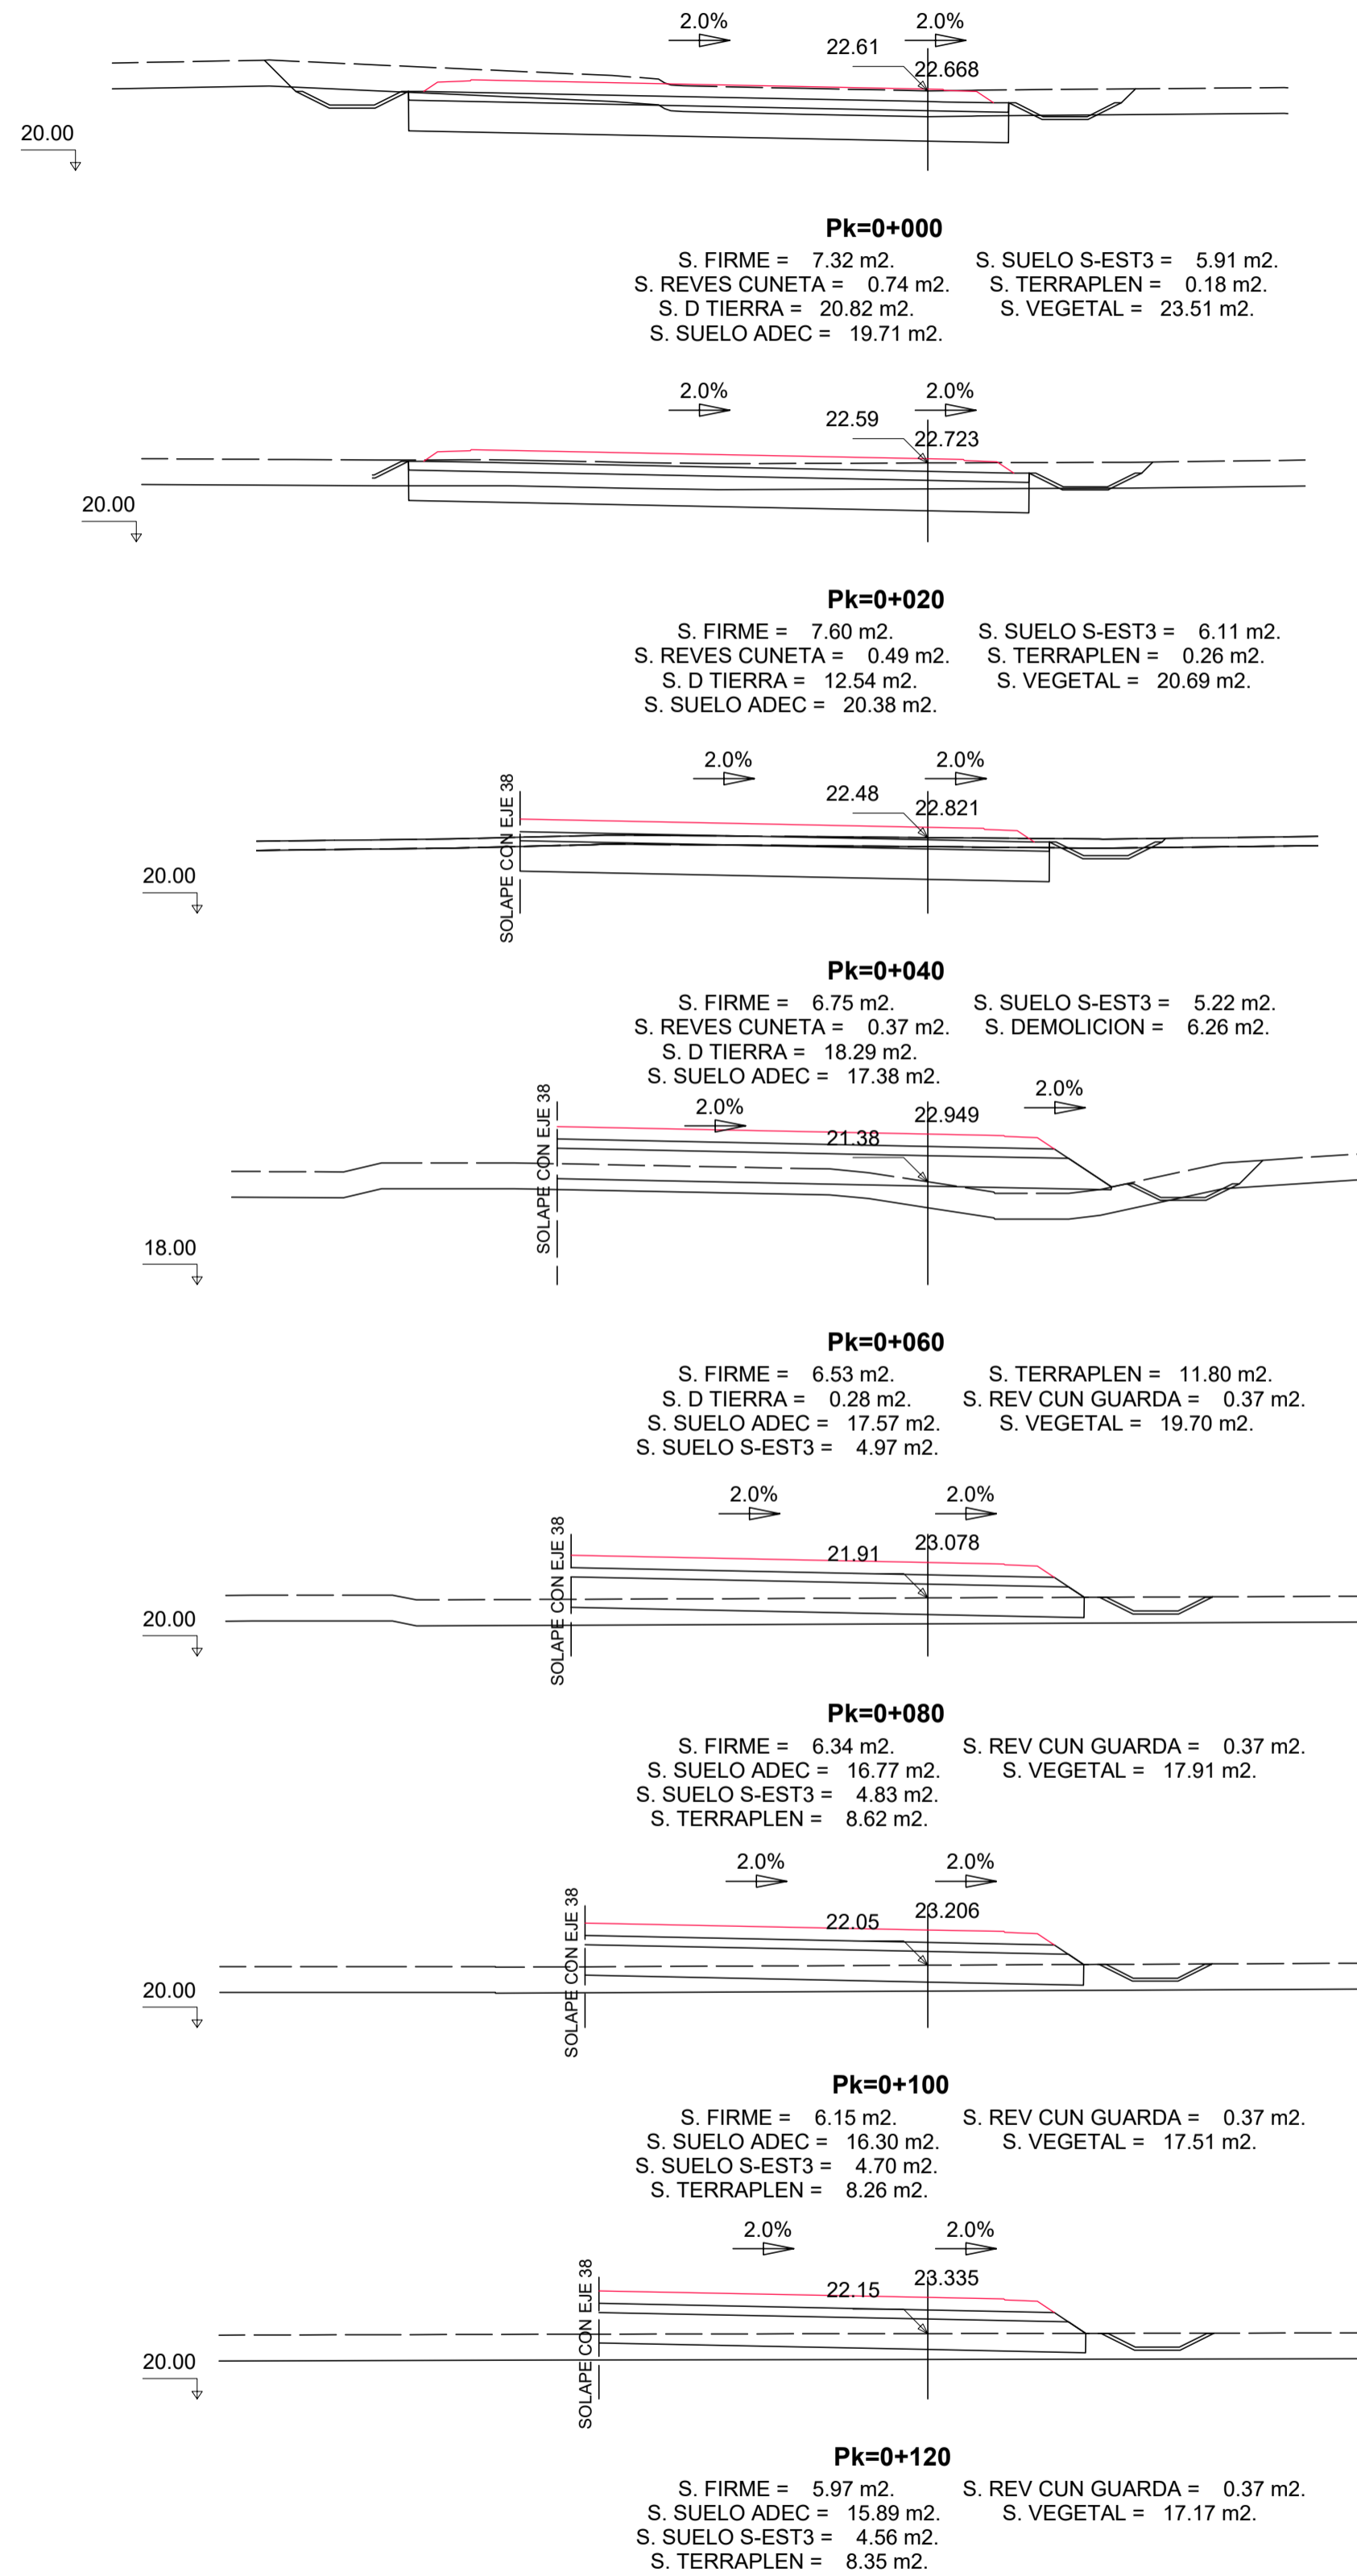 2.0% 2.0%
22.61
22.668
20.00
Pk=0+000
S. FIRME = 7.32 m2. S. SUELO S-EST3 = 5.91 m2.
S. REVES CUNETA = 0.74 m2. S. TERRAPLEN = 0.18 m2.
S. D TIERRA = 20.82 m2. S. VEGETAL = 23.51 m2.
S. SUELO ADEC = 19.71 m2.
2.0% 2.0%
22.59
22.723
20.00
Pk=0+020
S. FIRME = 7.60 m2. S. SUELO S-EST3 = 6.11 m2.
S. REVES CUNETA = 0.49 m2. S. TERRAPLEN = 0.26 m2.
S. D TIERRA = 12.54 m2. S. VEGETAL = 20.69 m2.
S. SUELO ADEC = 20.38 m2.
2.0% 2.0%
SOLAPE CON EJE 38
22.48
22.821
20.00
Pk=0+040
S. FIRME = 6.75 m2. S. SUELO S-EST3 = 5.22 m2.
S. REVES CUNETA = 0.37 m2. S. DEMOLICION = 6.26 m2.
S. D TIERRA = 18.29 m2.
S. SUELO ADEC = 17.38 m2.
2.0% 2.0%
SOLAPE CON EJE 38
22.949
21.38
18.00
Pk=0+060
S. FIRME = 6.53 m2. S. TERRAPLEN = 11.80 m2.
S. D TIERRA = 0.28 m2. S. REV CUN GUARDA = 0.37 m2.
S. SUELO ADEC = 17.57 m2. S. VEGETAL = 19.70 m2.
S. SUELO S-EST3 = 4.97 m2.
2.0% 2.0%
SOLAPE CON EJE 38
23.078
21.91
20.00
Pk=0+080
S. FIRME = 6.34 m2. S. REV CUN GUARDA = 0.37 m2.
S. SUELO ADEC = 16.77 m2. S. VEGETAL = 17.91 m2.
S. SUELO S-EST3 = 4.83 m2.
S. TERRAPLEN = 8.62 m2.
2.0% 2.0%
SOLAPE CON EJE 38
23.206
22.05
20.00
Pk=0+100
S. FIRME = 6.15 m2. S. REV CUN GUARDA = 0.37 m2.
S. SUELO ADEC = 16.30 m2. S. VEGETAL = 17.51 m2.
S. SUELO S-EST3 = 4.70 m2.
S. TERRAPLEN = 8.26 m2.
2.0% 2.0%
SOLAPE CON EJE 38
23.335
22.15
20.00
Pk=0+120
S. FIRME = 5.97 m2. S. REV CUN GUARDA = 0.37 m2.
S. SUELO ADEC = 15.89 m2. S. VEGETAL = 17.17 m2.
S. SUELO S-EST3 = 4.56 m2.
S. TERRAPLEN = 8.35 m2.